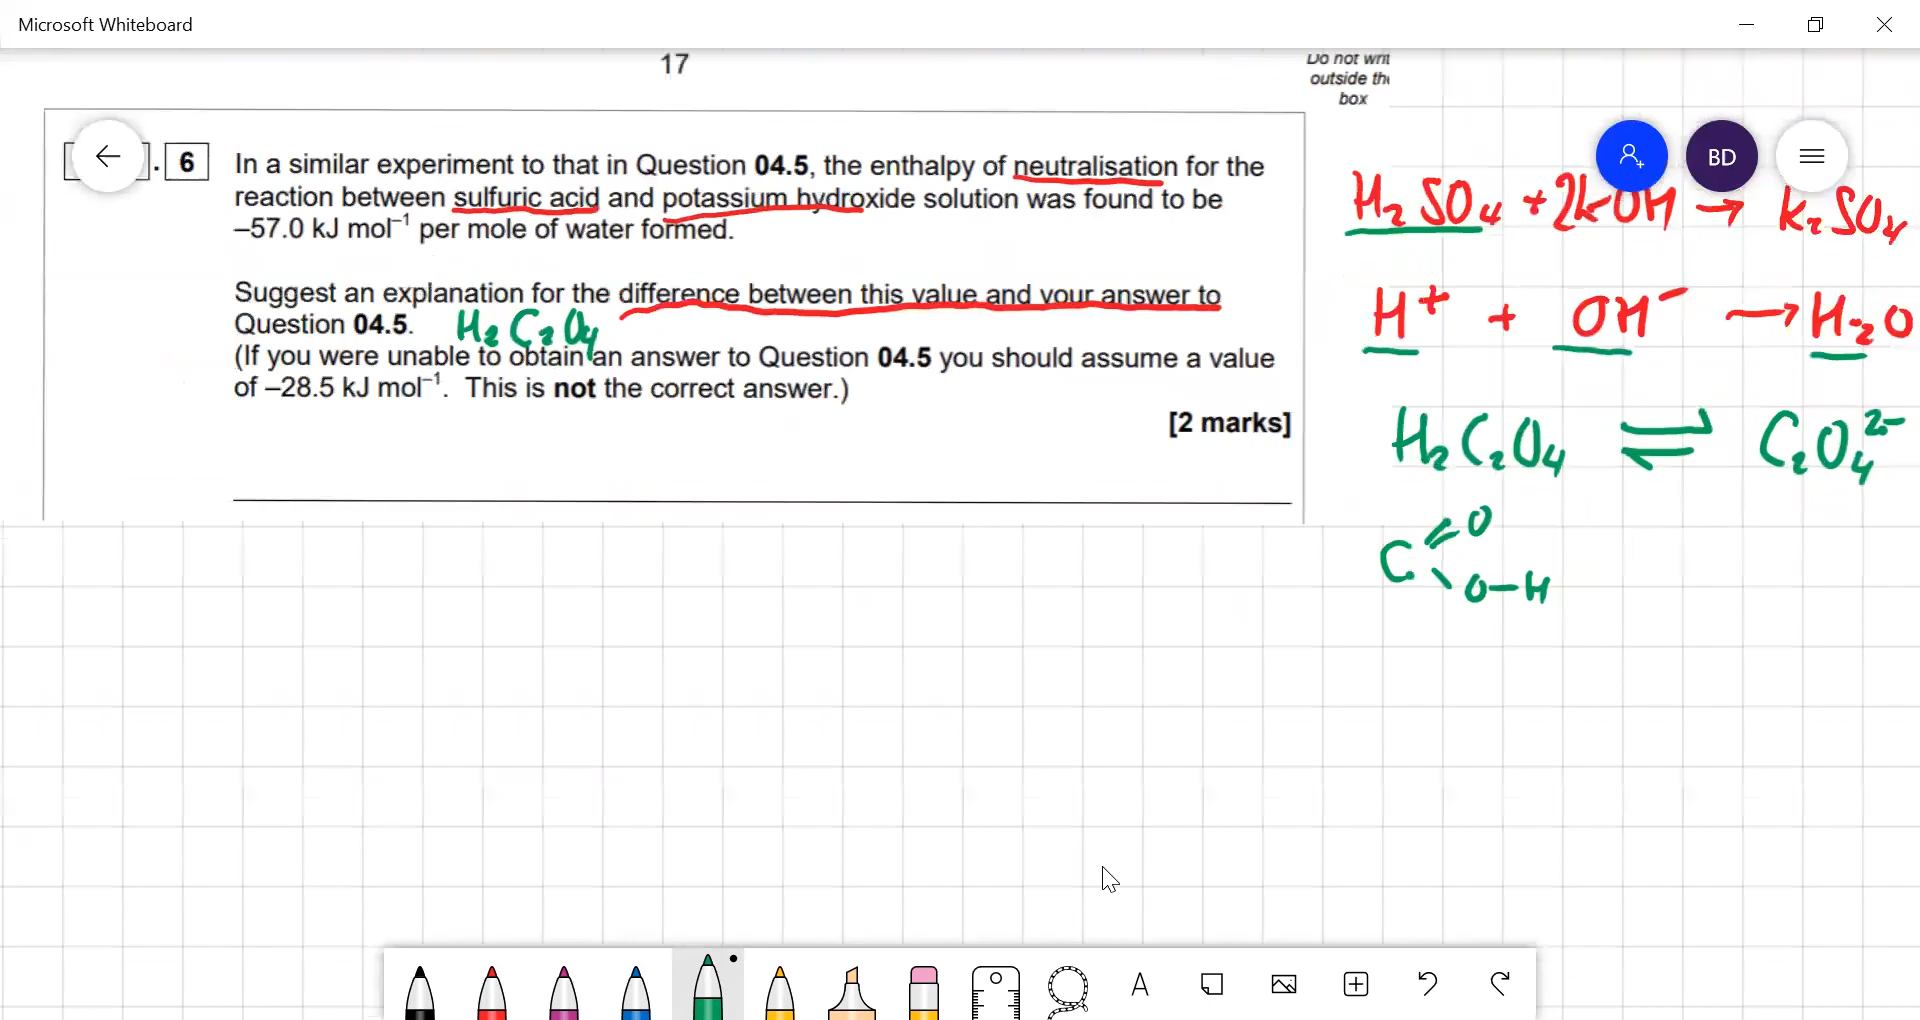 Microsoft Whiteboard
17
Do not writ
outside the
box
. 6
In a similar experiment to that in Question 04.5, the enthalpy of neutralisation for the
reaction between sulfuric acid and potassium hydroxide solution was found to be
–57.0 kJ mol⁻¹ per mole of water formed.
Suggest an explanation for the difference between this value and your answer to
Question 04.5.
H₂C₂O₄
(If you were unable to obtain an answer to Question 04.5 you should assume a value
of –28.5 kJ mol⁻¹. This is not the correct answer.)
[2 marks]
BD
H₂SO₄ + 2KOH → K₂SO₄
H⁺ + OH⁻ → H₂O
H₂C₂O₄ ⇌ C₂O₄²⁻
C=O
O–H
A